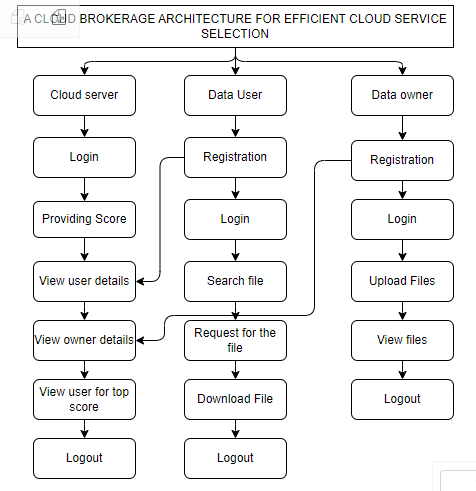 A CLOUD BROKERAGE ARCHITECTURE FOR EFFICIENT CLOUD SERVICE
SELECTION
Cloud server
Login
Providing Score
View user details
View owner details
View user for top
score
Logout
Data User
Registration
Login
Search file
Request for the
file
Download File
Logout
Data owner
Registration
Login
Upload Files
View files
Logout